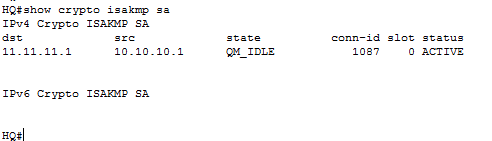 HQ#show crypto isakmp sa
IPv4 Crypto ISAKMP SA
dst             src             state          conn-id slot status
11.11.11.1      10.10.10.1      QM_IDLE           1087    0 ACTIVE
IPv6 Crypto ISAKMP SA
HQ#